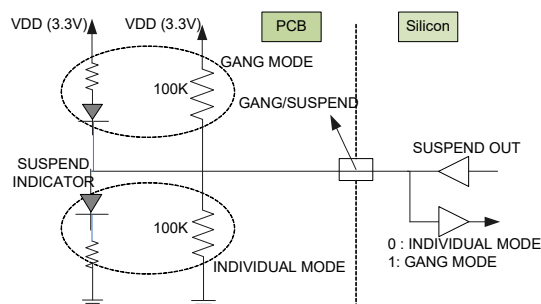 VDD (3.3V)
VDD (3.3V)
PCB
Silicon
GANG MODE
100K
GANG/SUSPEND
SUSPEND OUT
SUSPEND
INDICATOR
100K
0 : INDIVIDUAL MODE
1: GANG MODE
INDIVIDUAL MODE